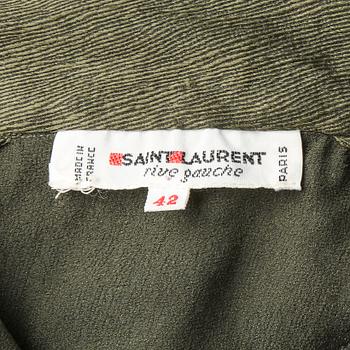 MADE IN
FRANCE
SAINT LAURENT
rive gauche
PARIS
42